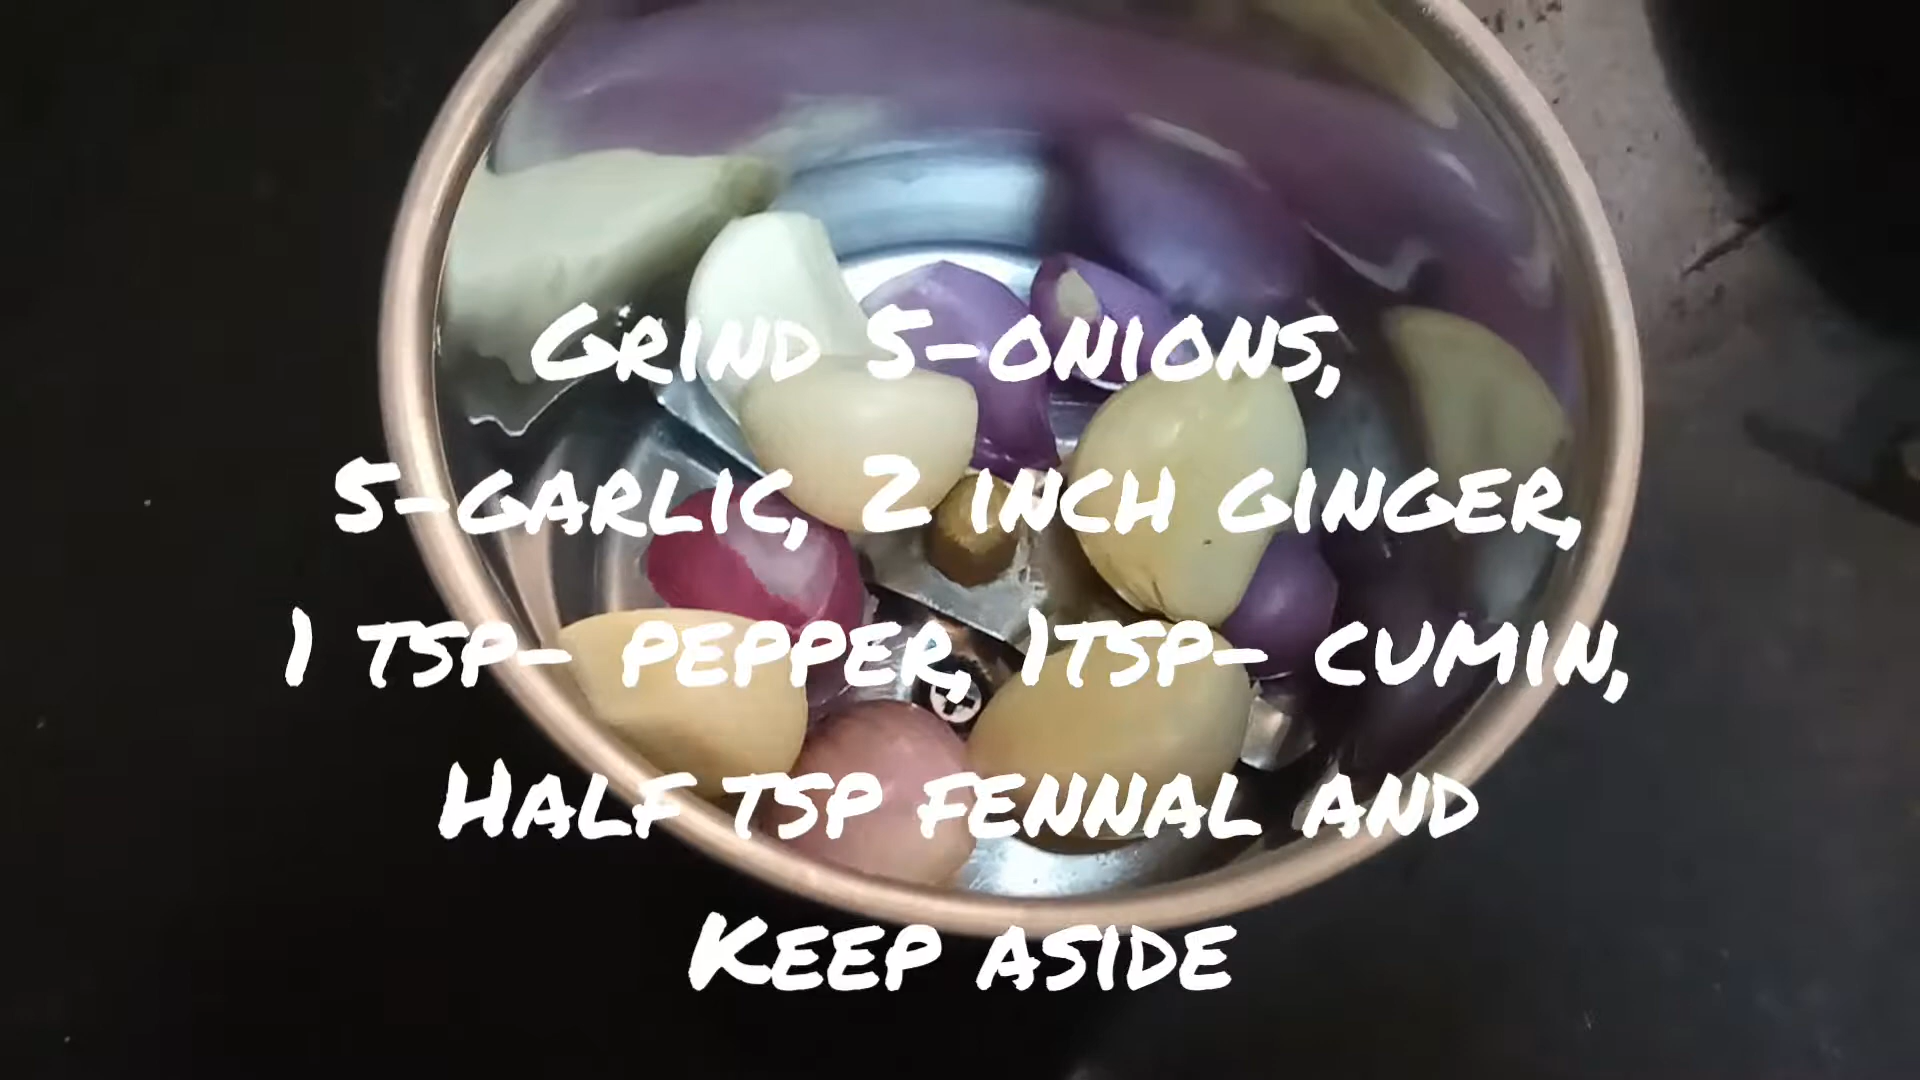 Grind 5-onions,
5-garlic, 2 inch ginger,
1 tsp- pepper, 1tsp- cumin,
Half tsp fennal and
Keep aside